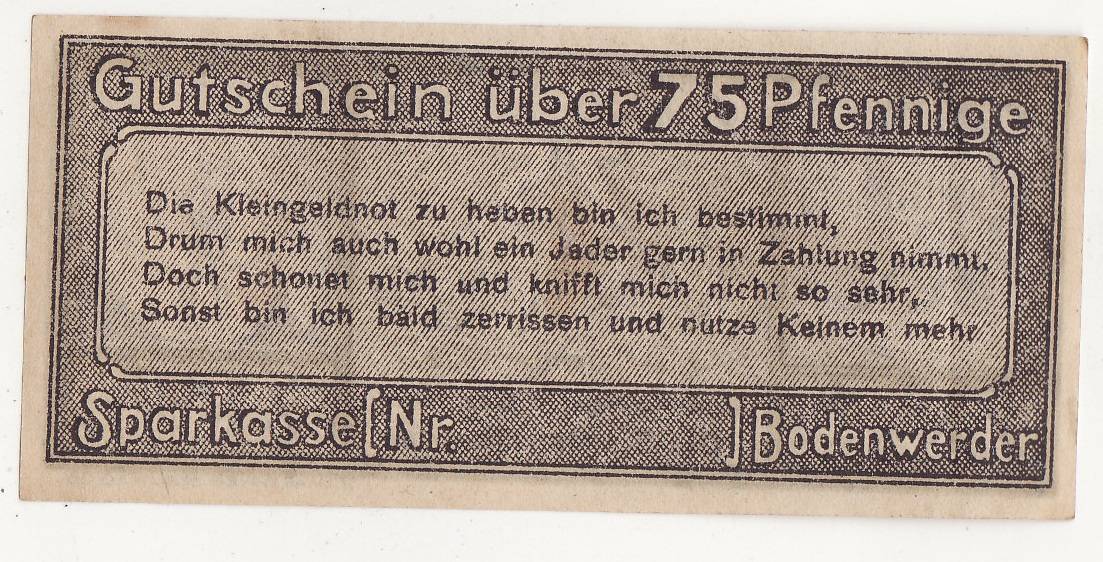 Gutschein über 75 Pfennige
Die Kleingeldnot zu heben bin ich bestimmt,
Drum mich auch wohl ein Jeder gern in Zahlung nimmt,
Doch schonet mich und knifft mich nicht so sehr,
Sonst bin ich bald zerrissen und nutze Keinem mehr
Sparkasse [Nr. ] Bodenwerder